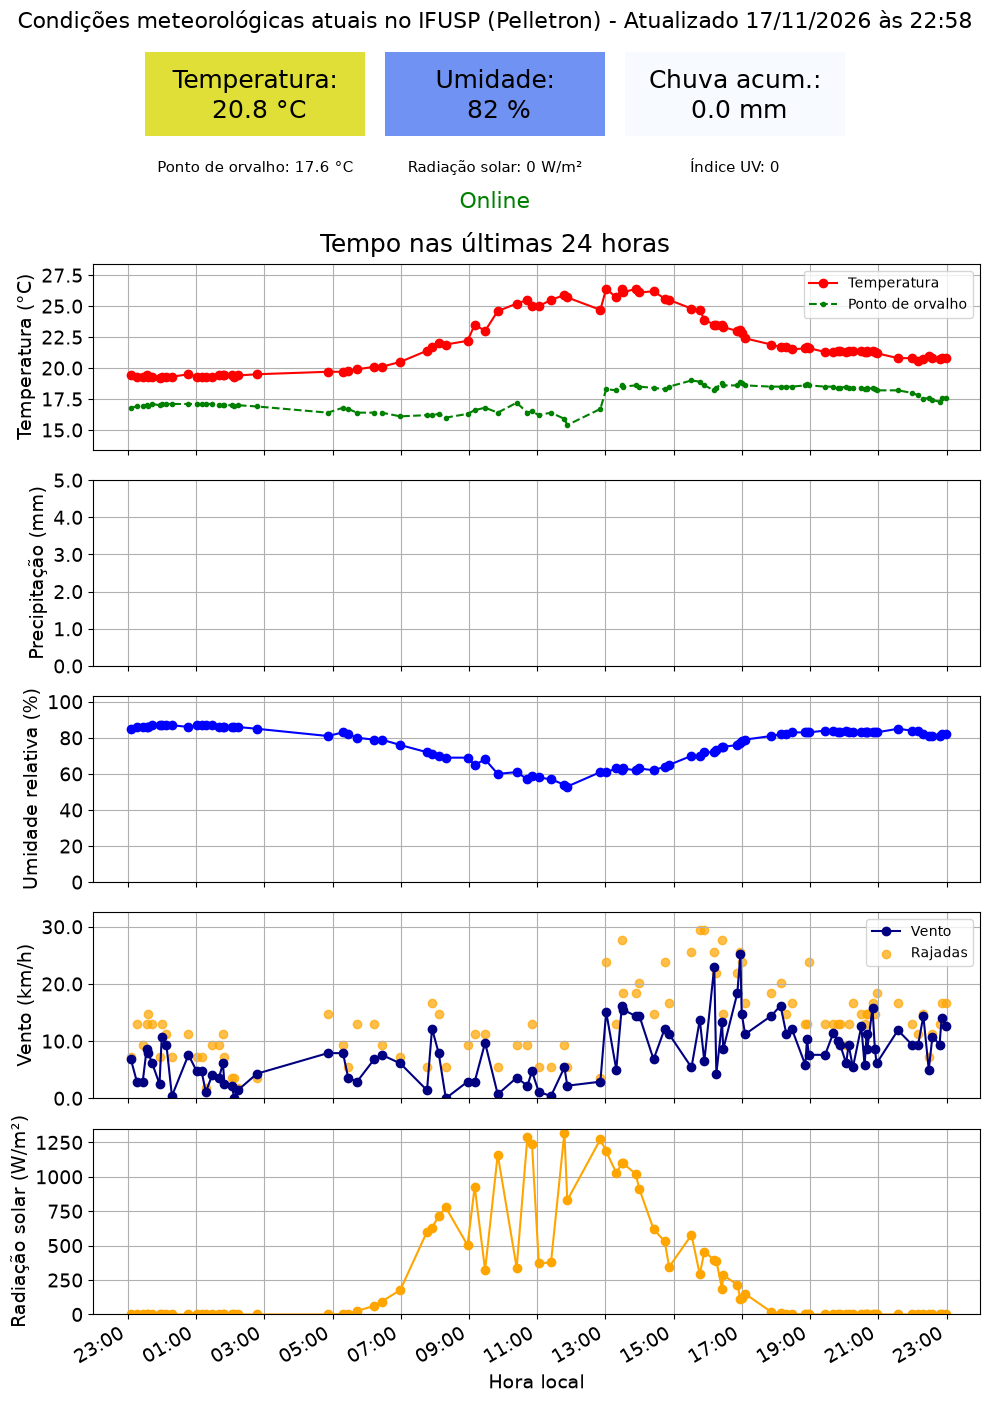 Condições meteorológicas atuais no IFUSP (Pelletron) - Atualizado 17/11/2026 às 22:58
Temperatura: 20.8 °C
Umidade: 82 %
Chuva acum.: 0.0 mm
Ponto de orvalho: 17.6 °C
Radiação solar: 0 W/m²
Índice UV: 0
Online
Tempo nas últimas 24 horas
Temperatura (°C)
27.5
25.0
22.5
20.0
17.5
15.0
Temperatura
Ponto de orvalho
Precipitação (mm)
5.0
4.0
3.0
2.0
1.0
0.0
Umidade relativa (%)
100
80
60
40
20
0
Vento (km/h)
30.0
20.0
10.0
0.0
Vento
Rajadas
Radiação solar (W/m²)
1250
1000
750
500
250
0
23:00 01:00 03:00 05:00 07:00 09:00 11:00 13:00 15:00 17:00 19:00 21:00 23:00
Hora local